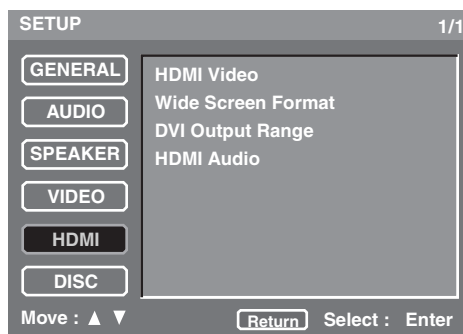 SETUP 1/1
GENERAL
AUDIO
SPEAKER
VIDEO
HDMI
DISC
HDMI Video
Wide Screen Format
DVI Output Range
HDMI Audio
Move : ▲ ▼ Return Select : Enter